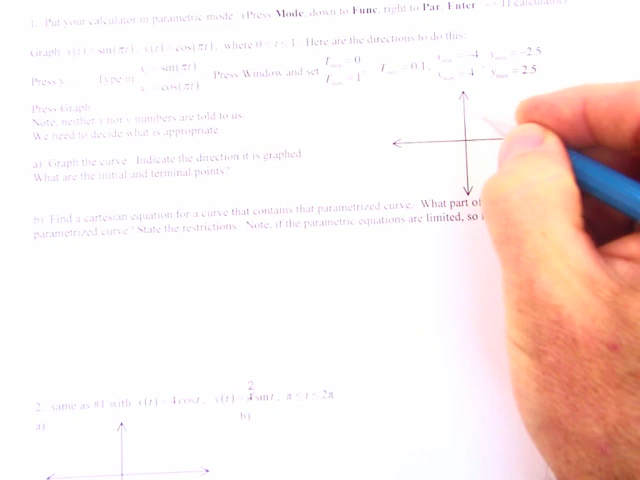 1. Put your calculator in parametric mode. (Press Mode, down to Func, right to Par, Enter
Graph x(t) = sin(πt), y(t) = cos(πt), where 0 < t < 1. Here are the directions to do this:
Press y Type in x = sin(πt) y = cos(πt) Press Window and set Tmin = 0 Tmax = 1, = 0.1, xmin = -4 xmax = 4, ymin = -2.5 ymax = 2.5
Press Graph
Note, neither x nor y numbers are told to us.
We need to decide what is appropriate
a) Graph the curve. Indicate the direction it is graphed.
What are the initial and terminal points?
b) Find a cartesian equation for a curve that contains that parametrized curve. What part of
parametrized curve? State the restrictions. Note, if the parametric equations are limited, so
2
2. same as #1 with x(t) = 4cost, y(t) = sint, π ≤ t ≤ 2π
a) b)